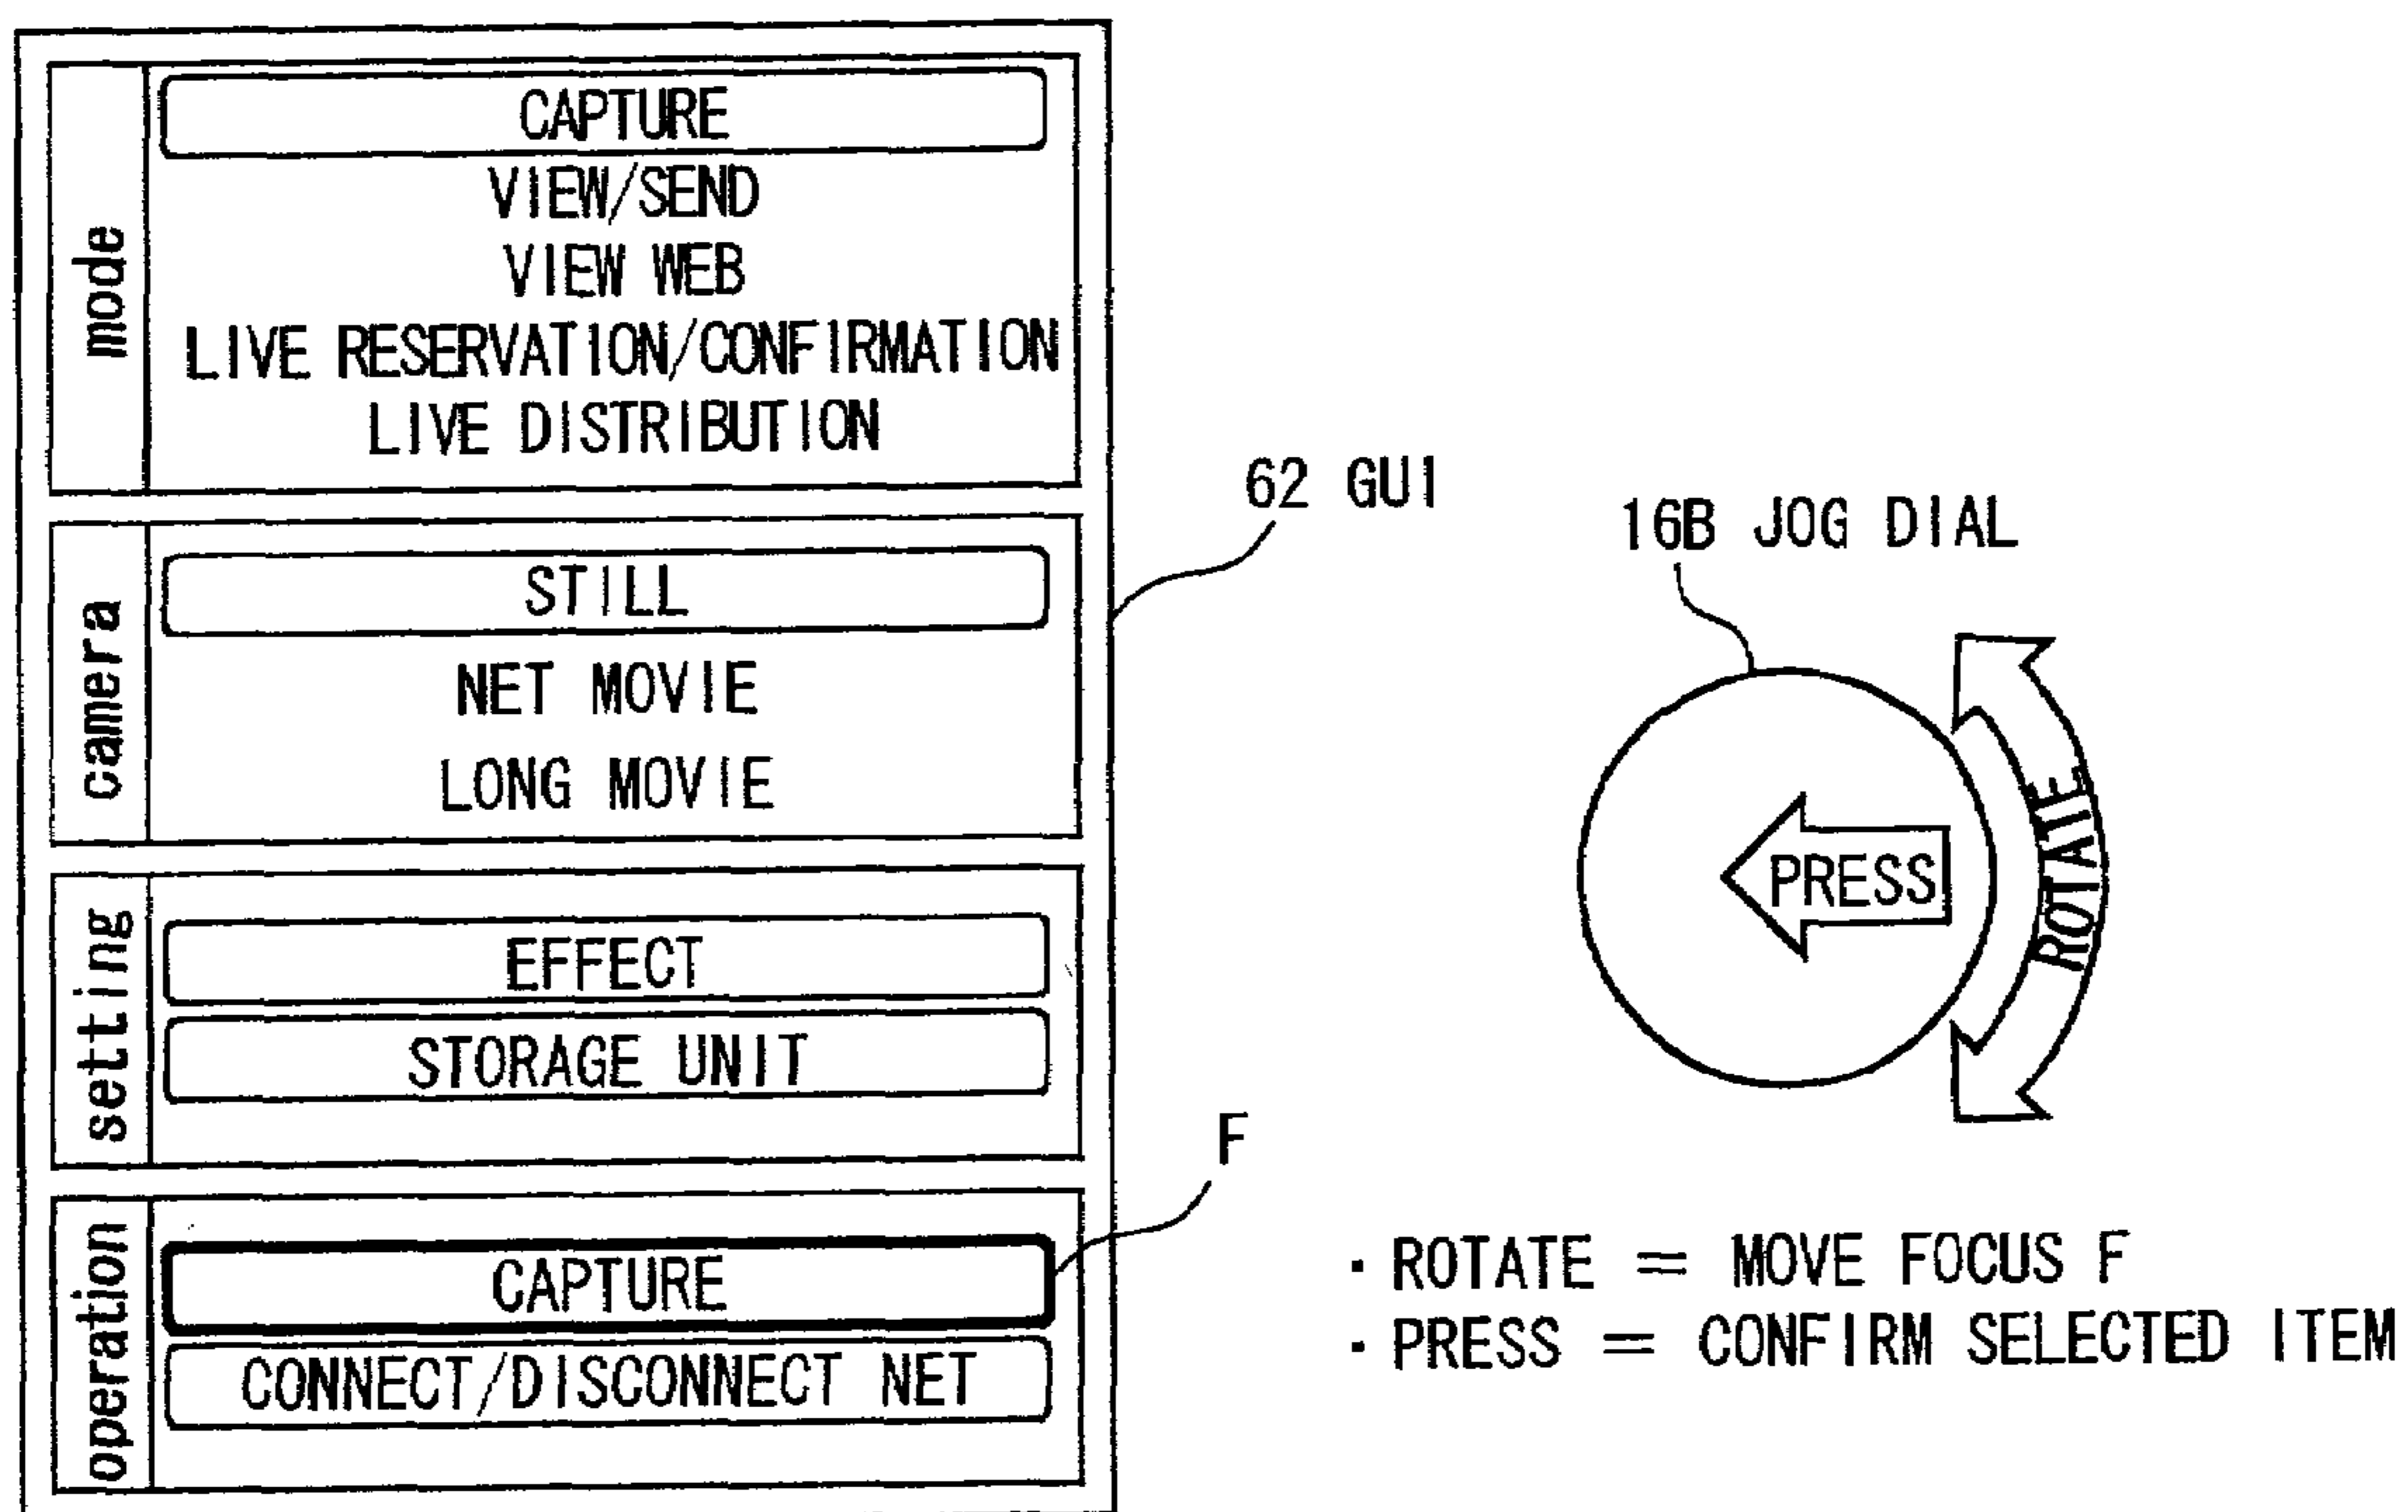 mode
CAPTURE
VIEW/SEND
VIEW WEB
LIVE RESERVATION/CONFIRMATION
LIVE DISTRIBUTION
camera
STILL
NET MOVIE
LONG MOVIE
setting
EFFECT
STORAGE UNIT
operation
CAPTURE
CONNECT/DISCONNECT NET
62 GUI
F
16B JOG DIAL
PRESS
ROTATE
· ROTATE = MOVE FOCUS F
· PRESS = CONFIRM SELECTED ITEM